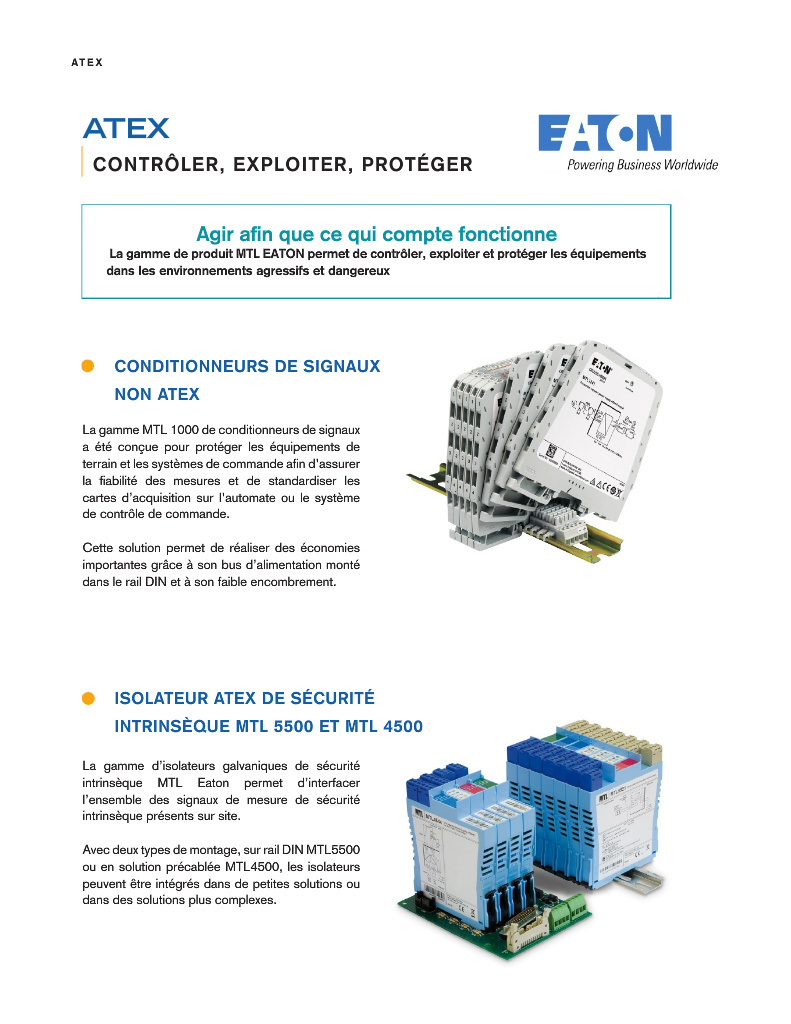 ATEX
ATEX
EATON
Powering Business Worldwide
CONTRÔLER, EXPLOITER, PROTÉGER
Agir afin que ce qui compte fonctionne
La gamme de produit MTL EATON permet de contrôler, exploiter et protéger les équipements
dans les environnements agressifs et dangereux
CONDITIONNEURS DE SIGNAUX
NON ATEX
La gamme MTL 1000 de conditionneurs de signaux
a été conçue pour protéger les équipements de
terrain et les systèmes de commande afin d'assurer
la fiabilité des mesures et de standardiser les
cartes d'acquisition sur l'automate ou le système
de contrôle de commande.
Cette solution permet de réaliser des économies
importantes grâce à son bus d'alimentation monté
dans le rail DIN et à son faible encombrement.
EATON
ISOLATEUR ATEX DE SÉCURITÉ
INTRINSÈQUE MTL 5500 ET MTL 4500
La gamme d'isolateurs galvaniques de sécurité
intrinsèque MTL Eaton permet d'interfacer
l'ensemble des signaux de mesure de sécurité
intrinsèque présents sur site.
Avec deux types de montage, sur rail DIN MTL5500
ou en solution précablée MTL4500, les isolateurs
peuvent être intégrés dans de petites solutions ou
dans des solutions plus complexes.
MTL
MTL